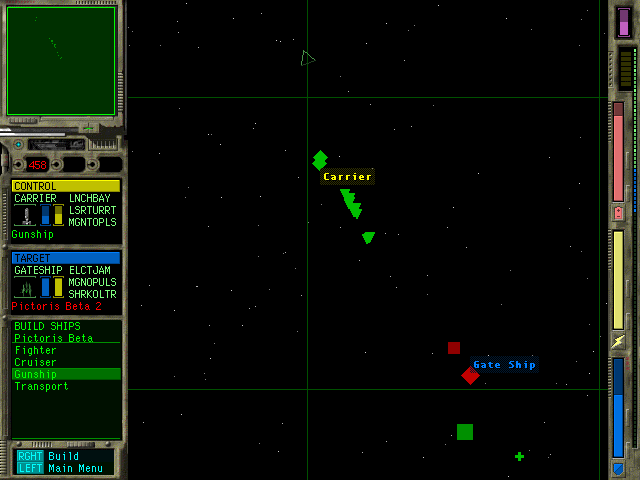 458
CONTROL
CARRIER LNCHBAY
LSRTURRT
MGNTOPLS
Gunship
TARGET
GATESHIP ELCTJAM
MGNOPULS
SHRKOLTR
Pictoris Beta 2
BUILD SHIPS
Pictoris Beta
Fighter
Cruiser
Gunship
Transport
RGHT Build
LEFT Main Menu
Carrier
Gate Ship